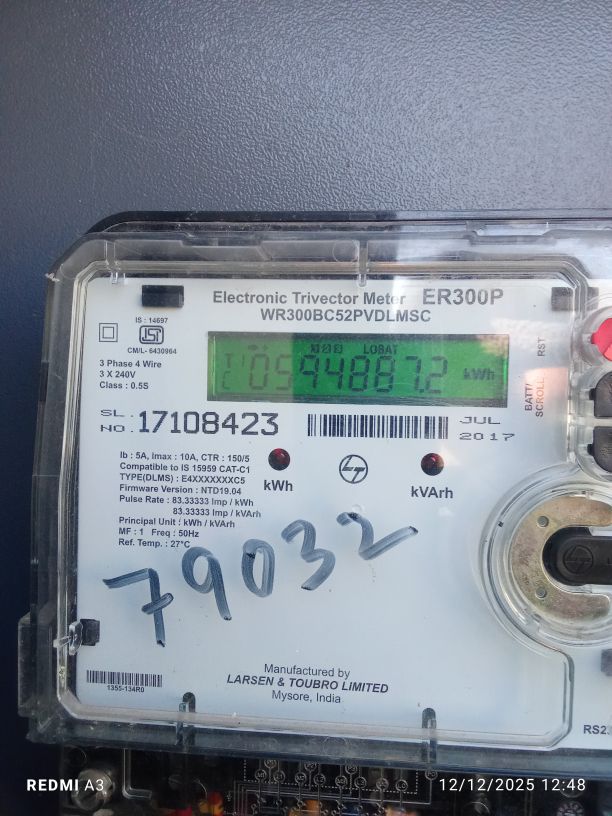 Electronic Trivector Meter ER300P
WR300BC52PVDLMSC
IS : 14697
ISI
CM/L- 6430964
3 Phase 4 Wire
3 X 240V
Class : 0.5S
LOBAT
0594887.2 kWh
RST
BATT/
SCROLL
SL.
NO. 17108423
JUL
2017
Ib : 5A, Imax : 10A, CTR : 150/5
Compatible to IS 15959 CAT-C1
TYPE(DLMS) : E4XXXXXXXC5
Firmware Version : NTD19.04
Pulse Rate : 83.33333 Imp / kWh
83.33333 Imp / kVArh
Principal Unit : kWh / kVArh
MF : 1 Freq : 50Hz
Ref. Temp. : 27°C
kWh
LT
kVArh
79032
Manufactured by
LARSEN & TOUBRO LIMITED
Mysore, India
1355-134R0
RS23
REDMI A3
12/12/2025 12:48